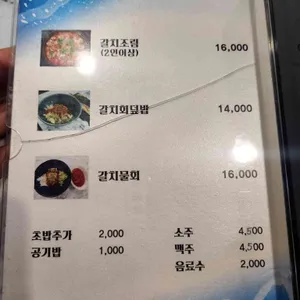 갈치조림 16,000
(2인이상)
갈치회덮밥 14,000
갈치물회 16,000
초밥추가 2,000 소주 4,500
공기밥 1,000 맥주 4,500
음료수 2,000